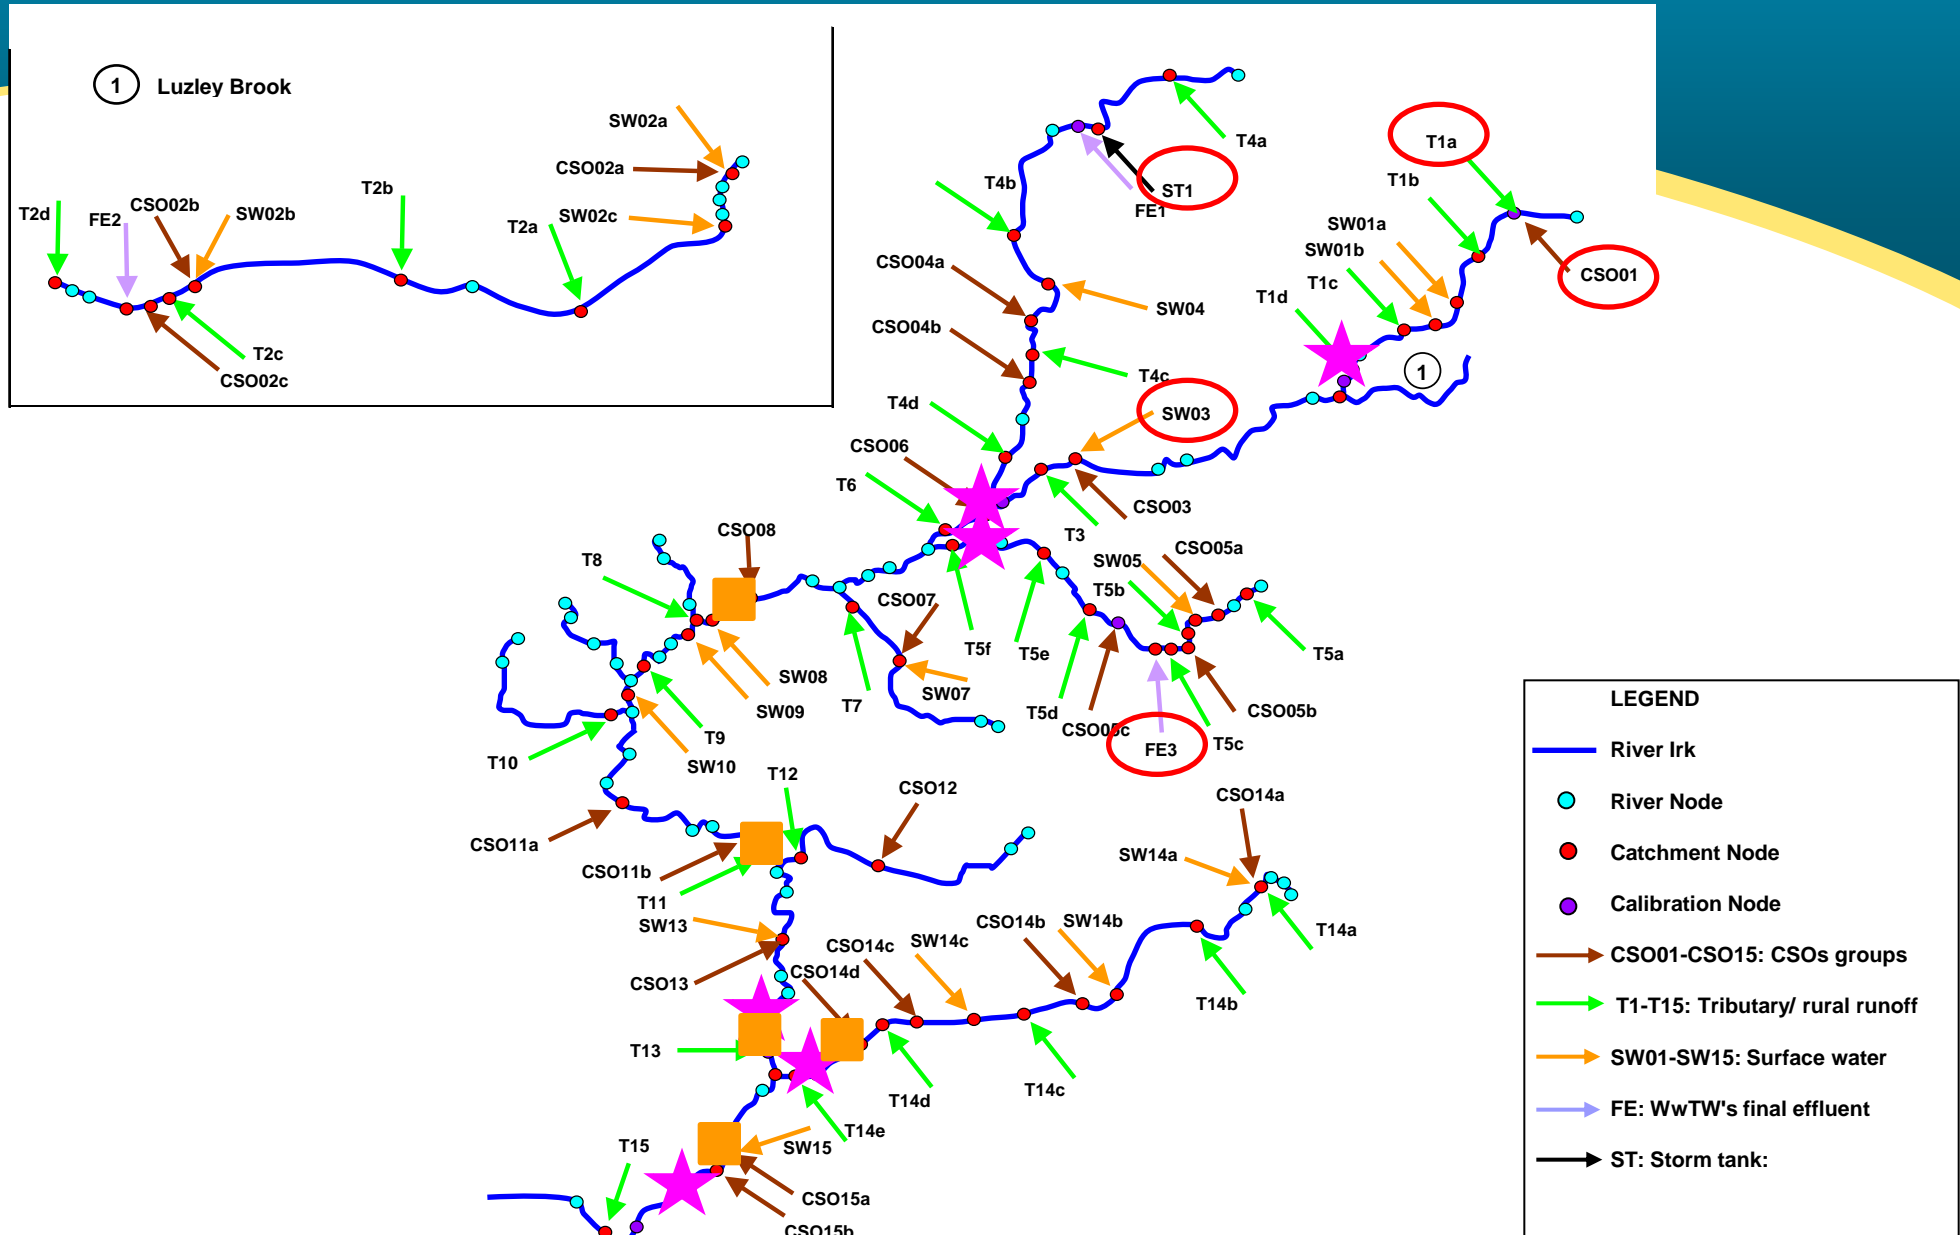 1 Luzley Brook
SW02a
CSO02a
SW02c
T2a
T2b
SW02b
CSO02b
FE2
T2d
T2c
CSO02c
T4a
ST1
FE1
T4b
CSO04a
SW04
CSO04b
T4c
T4d
SW03
CSO06
T6
CSO03
T3
T1a
T1b
SW01a
SW01b
T1c
T1d
CSO01
1
CSO08
T8
CSO07
SW05
CSO05a
T5b
T5f
T5e
T5a
SW08
SW07
SW09
T7
T5d
CSO05c
CSO05b
FE3
T5c
T9
T10
SW10
T12
CSO12
CSO11a
CSO11b
T11
SW13
CSO13
CSO14a
SW14a
CSO14b
SW14b
CSO14c
SW14c
CSO14d
T14a
T14b
T13
T14d
T14c
T14e
SW15
T15
CSO15a
CSO15b
LEGEND
River Irk
River Node
Catchment Node
Calibration Node
CSO01-CSO15: CSOs groups
T1-T15: Tributary/ rural runoff
SW01-SW15: Surface water
FE: WwTW's final effluent
ST: Storm tank: